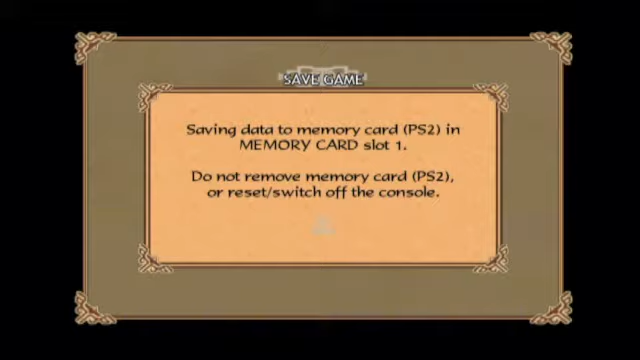 SAVE GAME
Saving data to memory card (PS2) in
MEMORY CARD slot 1.
Do not remove memory card (PS2),
or reset/switch off the console.